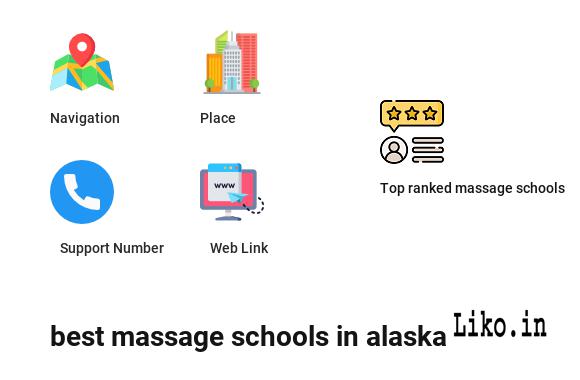 Navigation
Place
www
Top ranked massage schools
Support Number
Web Link
best massage schools in alaska
Liko.in